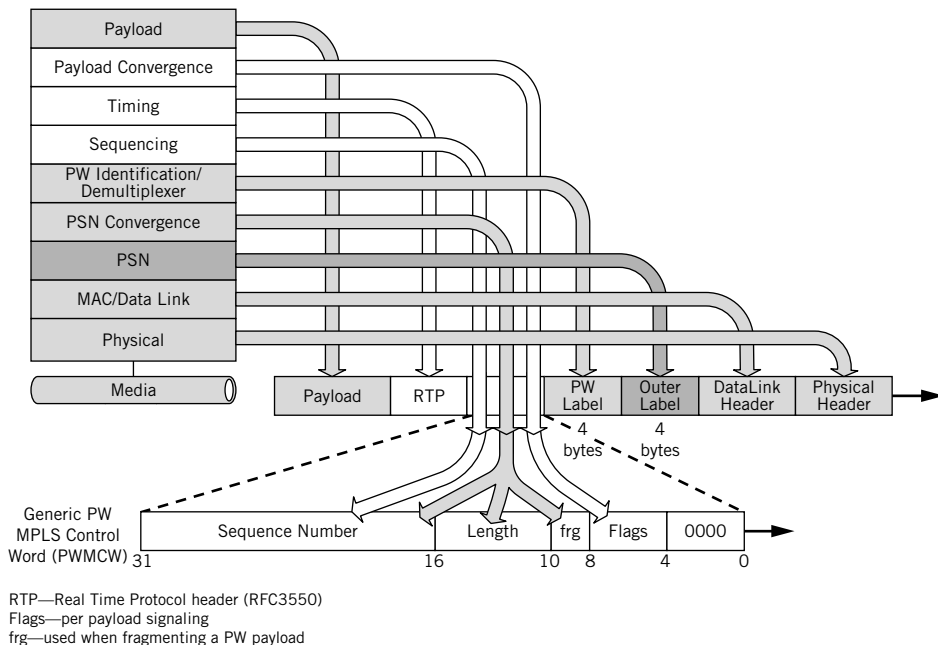 Payload
Payload Convergence
Timing
Sequencing
PW Identification/
Demultiplexer
PSN Convergence
PSN
MAC/Data Link
Physical
Media
Payload
RTP
PW
Label
Outer
Label
DataLink
Header
Physical
Header
4
bytes
4
bytes
Generic PW
MPLS Control
Word (PWMCW)
Sequence Number
Length
frg
Flags
0000
31
16
10
8
4
0
RTP—Real Time Protocol header (RFC3550)
Flags—per payload signaling
frg—used when fragmenting a PW payload